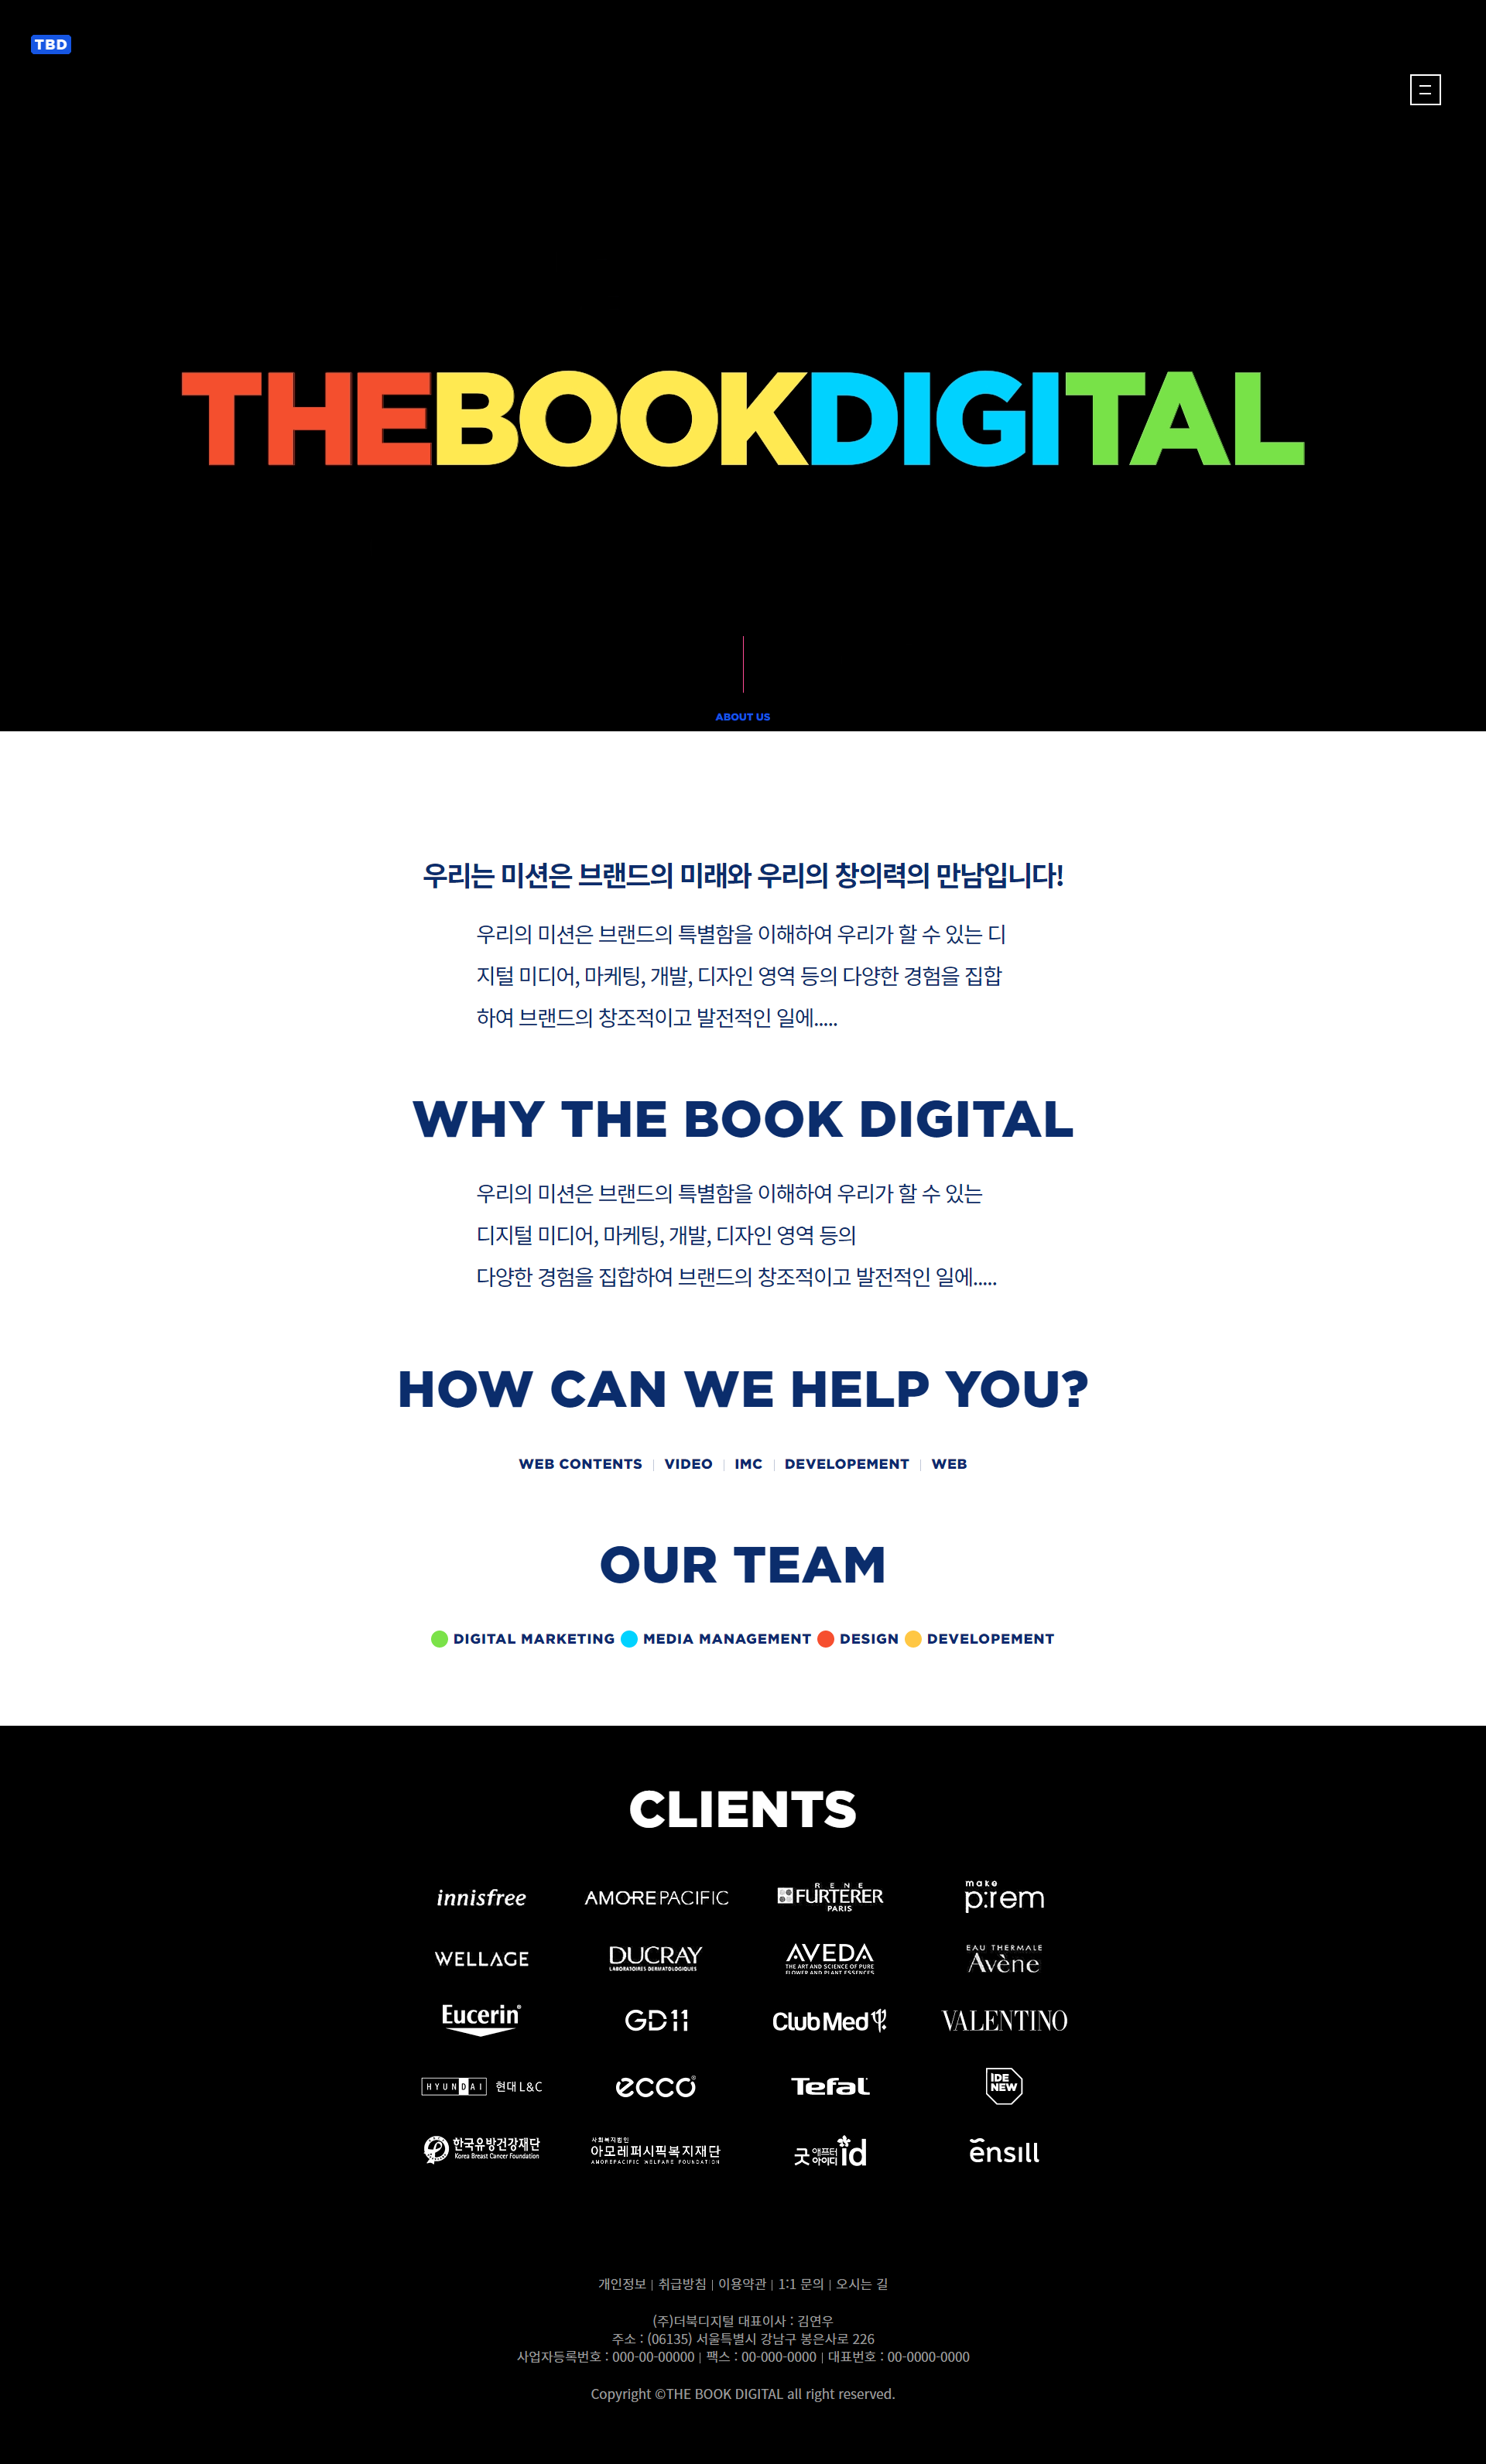 TBD
THEBOOKDIGITAL
ABOUT US
우리는 미션은 브랜드의 미래와 우리의 창의력의 만남입니다!
우리의 미션은 브랜드의 특별함을 이해하여 우리가 할 수 있는 디
지털 미디어, 마케팅, 개발, 디자인 영역 등의 다양한 경험을 집합
하여 브랜드의 창조적이고 발전적인 일에.....
WHY THE BOOK DIGITAL
우리의 미션은 브랜드의 특별함을 이해하여 우리가 할 수 있는
디지털 미디어, 마케팅, 개발, 디자인 영역 등의
다양한 경험을 집합하여 브랜드의 창조적이고 발전적인 일에.....
HOW CAN WE HELP YOU?
WEB CONTENTS | VIDEO | IMC | DEVELOPEMENT | WEB
OUR TEAM
DIGITAL MARKETING MEDIA MANAGEMENT DESIGN DEVELOPEMENT
CLIENTS
innisfree
AMOREPACIFIC
RENE
FURTERER
PARIS
make
p:rem
WELLAGE
DUCRAY
LABORATOIRES DERMATOLOGIQUES
AVEDA
THE ART AND SCIENCE OF PURE
FLOWER AND PLANT ESSENCES
EAU THERMALE
Avène
Eucerin®
GD11
Club Med
VALENTINO
HYUNDAI 현대 L&C
ecco®
Tefal
IDE
NEW
한국유방건강재단
Korea Breast Cancer Foundation
사회복지법인
아모레퍼시픽복지재단
AMOREPACIFIC WELFARE FOUNDATION
굿 애프터
아이디 id
ensıll
개인정보 | 취급방침 | 이용약관 | 1:1 문의 | 오시는 길
(주)더북디지털 대표이사 : 김연우
주소 : (06135) 서울특별시 강남구 봉은사로 226
사업자등록번호 : 000-00-00000 | 팩스 : 00-000-0000 | 대표번호 : 00-0000-0000
Copyright ©THE BOOK DIGITAL all right reserved.